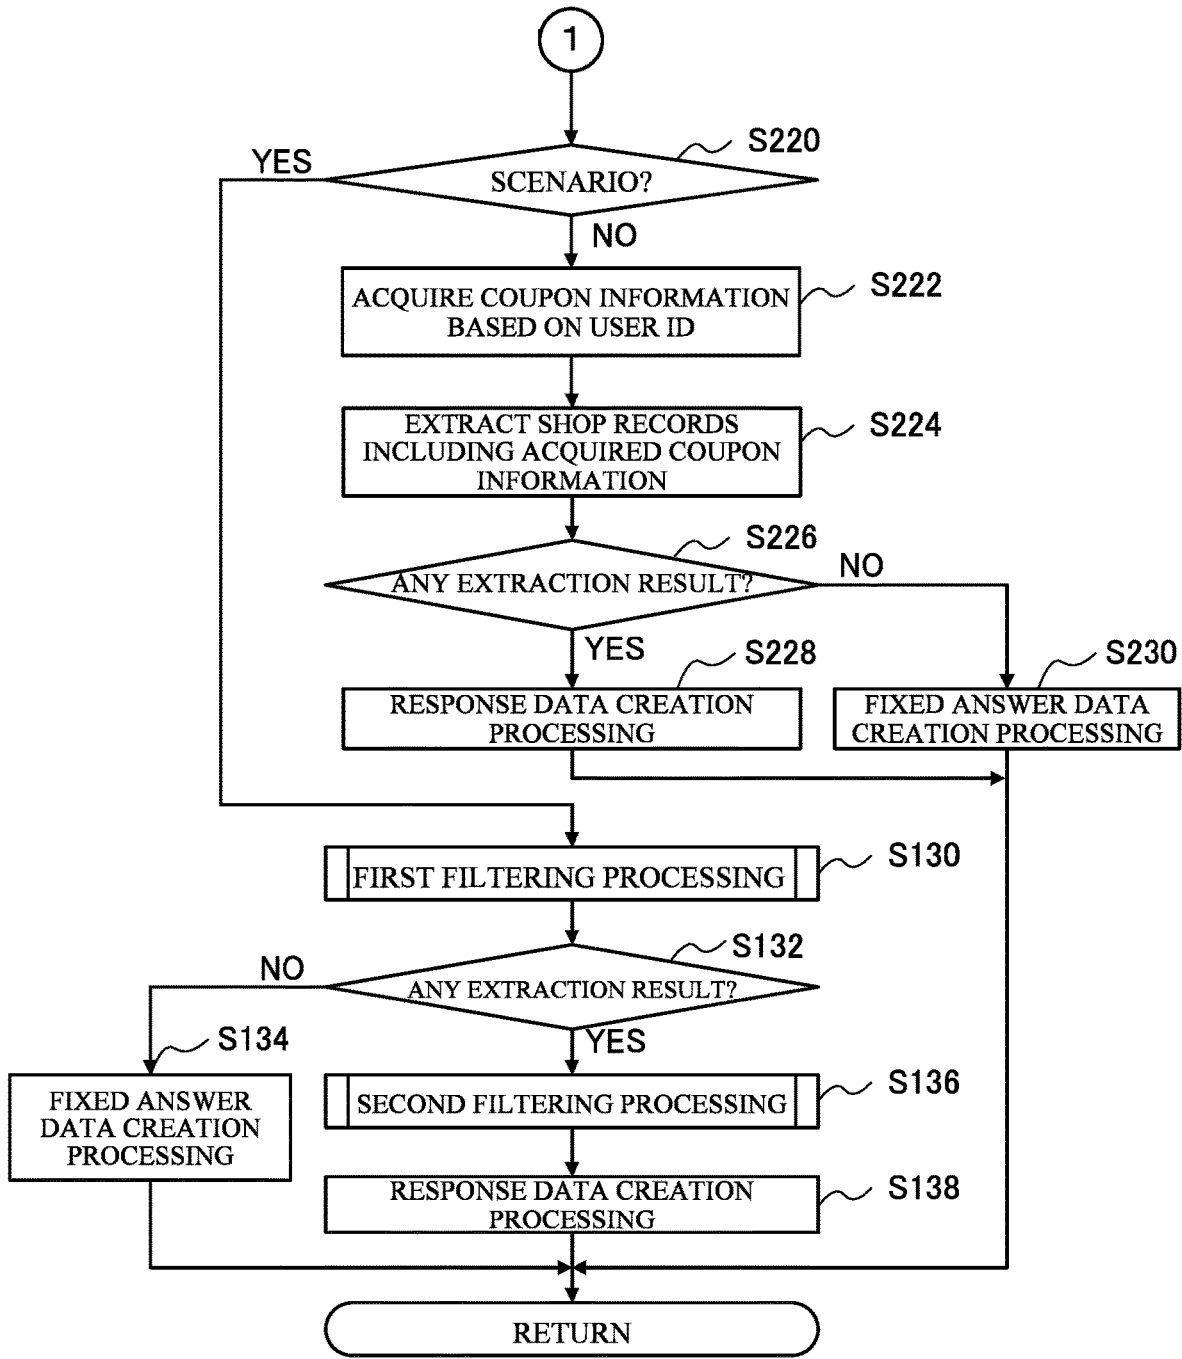 1
S220
YES
SCENARIO?
NO
S222
ACQUIRE COUPON INFORMATION
BASED ON USER ID
S224
EXTRACT SHOP RECORDS
INCLUDING ACQUIRED COUPON
INFORMATION
S226
ANY EXTRACTION RESULT?
NO
YES
S228
S230
RESPONSE DATA CREATION
PROCESSING
FIXED ANSWER DATA
CREATION PROCESSING
S130
FIRST FILTERING PROCESSING
S132
NO
ANY EXTRACTION RESULT?
YES
S134
FIXED ANSWER
DATA CREATION
PROCESSING
S136
SECOND FILTERING PROCESSING
S138
RESPONSE DATA CREATION
PROCESSING
RETURN